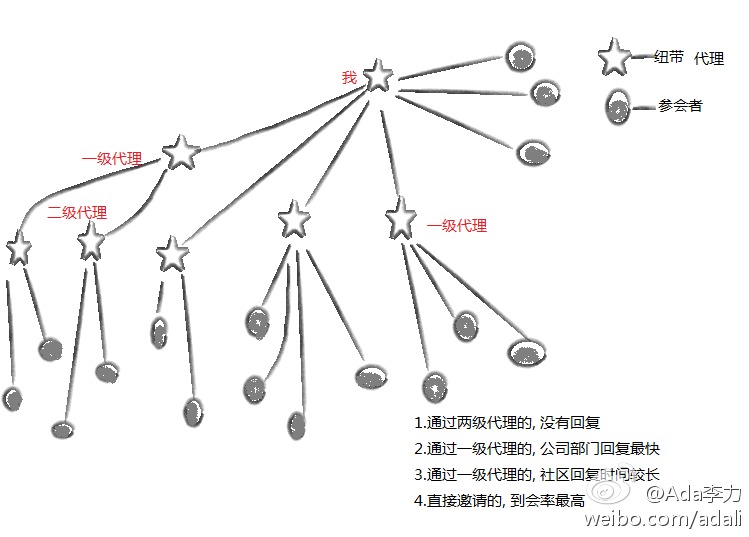 纽带 代理
我
参会者
一级代理
二级代理
一级代理
1.通过两级代理的, 没有回复
2.通过一级代理的, 公司部门回复最快
3.通过一级代理的, 社区回复时间较长
4.直接邀请的, 到会率最高
@Ada李力
weibo.com/adali